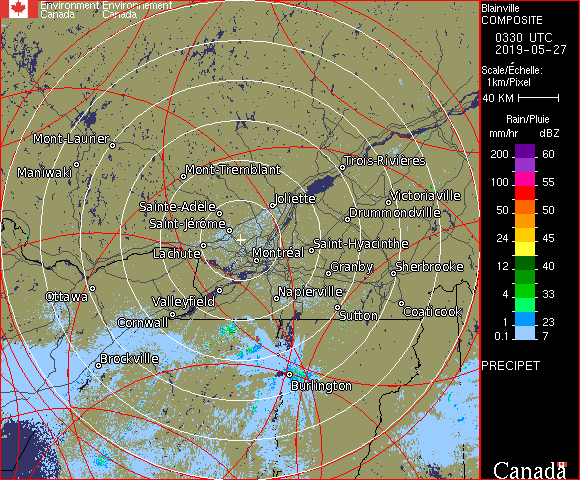 Environment Environnement
Canada Canada
Blainville
COMPOSITE
0330 UTC
2019-05-27
Scale/Échelle:
1km/Pixel
40 KM
Rain/Pluie
mm/hr dBZ
200 60
100 55
50 50
24 45
12 40
4 33
1 23
0.1 7
PRECIPET
Canada
Mont-Laurier
Maniwaki
Mont-Tremblant
Trois-Rivières
Joliette
Victoriaville
Sainte-Adèle
Drummondville
Saint-Jérôme
Lachute
Montréal
Saint-Hyacinthe
Granby
Sherbrooke
Ottawa
Valleyfield
Napierville
Cornwall
Sutton
Coaticook
Brockville
Burlington